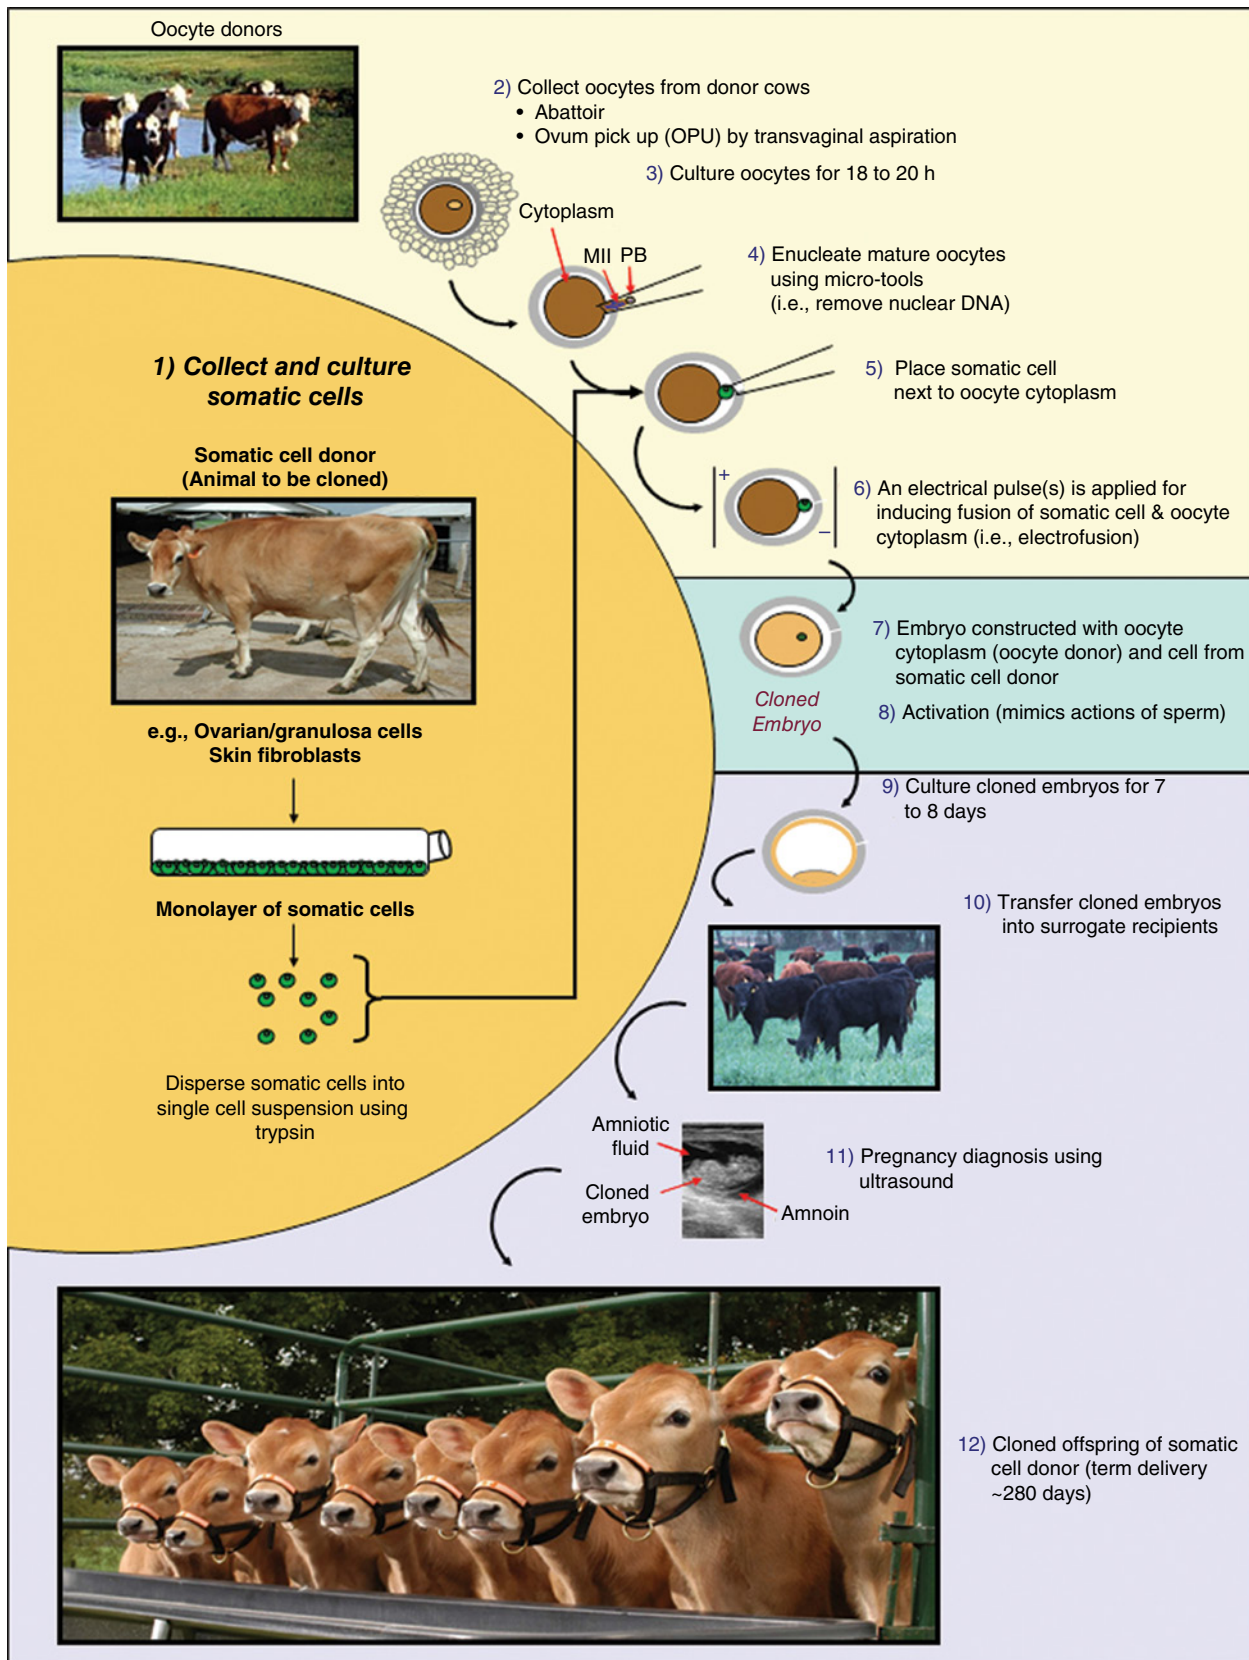 Oocyte donors
2) Collect oocytes from donor cows
• Abattoir
• Ovum pick up (OPU) by transvaginal aspiration
3) Culture oocytes for 18 to 20 h
Cytoplasm
MII PB
4) Enucleate mature oocytes
using micro-tools
(i.e., remove nuclear DNA)
5) Place somatic cell
next to oocyte cytoplasm
+
−
6) An electrical pulse(s) is applied for
inducing fusion of somatic cell & oocyte
cytoplasm (i.e., electrofusion)
1) Collect and culture
somatic cells
Somatic cell donor
(Animal to be cloned)
e.g., Ovarian/granulosa cells
Skin fibroblasts
Monolayer of somatic cells
Disperse somatic cells into
single cell suspension using
trypsin
Cloned
Embryo
7) Embryo constructed with oocyte
cytoplasm (oocyte donor) and cell from
somatic cell donor
8) Activation (mimics actions of sperm)
9) Culture cloned embryos for 7
to 8 days
10) Transfer cloned embryos
into surrogate recipients
Amniotic
fluid
Cloned
embryo
Amnoin
11) Pregnancy diagnosis using
ultrasound
12) Cloned offspring of somatic
cell donor (term delivery
~280 days)